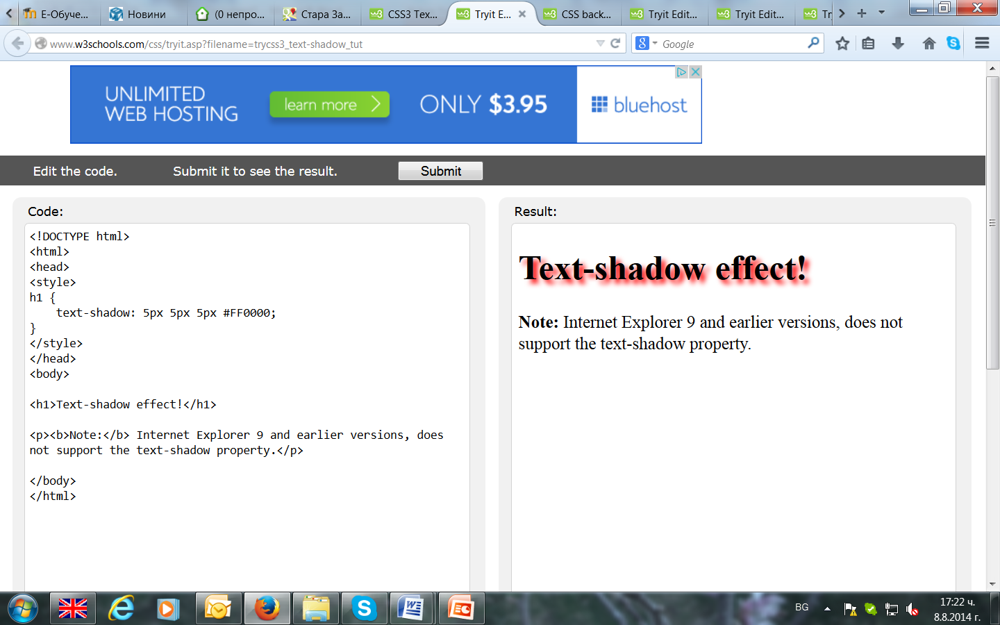 Е-Обуче...
Новини
(0 непро...
Стара За...
CSS3 Tex...
Tryit E...
CSS back...
Tryit Edit...
Tryit Edit...
Tr
www.w3schools.com/css/tryit.asp?filename=trycss3_text-shadow_tut
Google
UNLIMITED
WEB HOSTING
learn more
ONLY $3.95
bluehost
Edit the code.
Submit it to see the result.
Submit
Code:
<!DOCTYPE html>
<html>
<head>
<style>
h1 {
    text-shadow: 5px 5px 5px #FF0000;
}
</style>
</head>
<body>
<h1>Text-shadow effect!</h1>
<p><b>Note:</b> Internet Explorer 9 and earlier versions, does
not support the text-shadow property.</p>
</body>
</html>
Result:
Text-shadow effect!
Note: Internet Explorer 9 and earlier versions, does not
support the text-shadow property.
BG
17:22 ч.
8.8.2014 г.